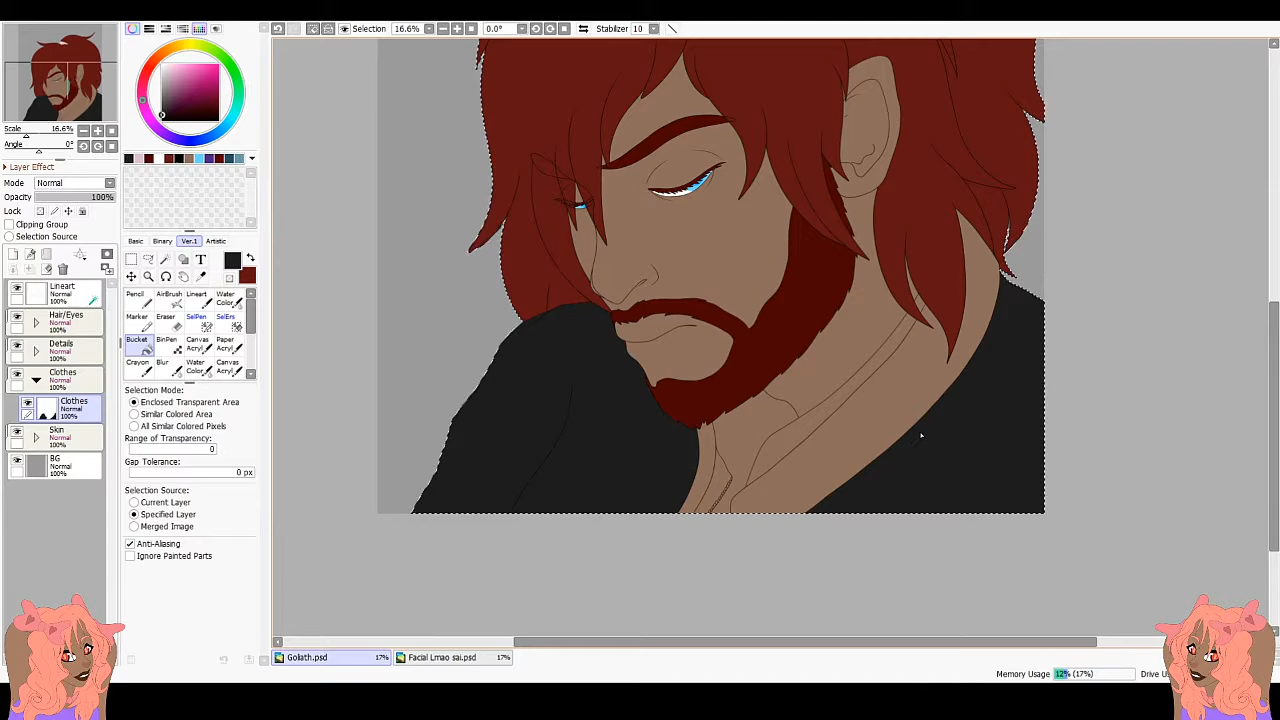 Selection 16.6% 0.0° Stabilizer 10
Scale 16.6%
Angle 0°
Layer Effect
Mode Normal
Opacity 100%
Lock
Clipping Group
Selection Source
Lineart
Normal
100%
Hair/Eyes
Normal
100%
Details
Normal
100%
Clothes
Normal
100%
Clothes
Normal
100%
Skin
Normal
100%
BG
Normal
100%
Basic Binary Ver.1 Artistic
T
Pencil AirBrush Lineart Water Color
Marker Eraser SelPen SelErs
Bucket BinPen Canvas Acryl. Paper Acryl.
Crayon Blur Water Color. Canvas Acryl.
Selection Mode:
Enclosed Transparent Area
Similar Colored Area
All Similar Colored Pixels
Range of Transparency:
0
Gap Tolerance:
0 px
Selection Source:
Current Layer
Specified Layer
Merged Image
Anti-Aliasing
Ignore Painted Parts
Goliath.psd 17% Facial Lmao sai.psd 17%
Memory Usage 12% (17%) Drive U